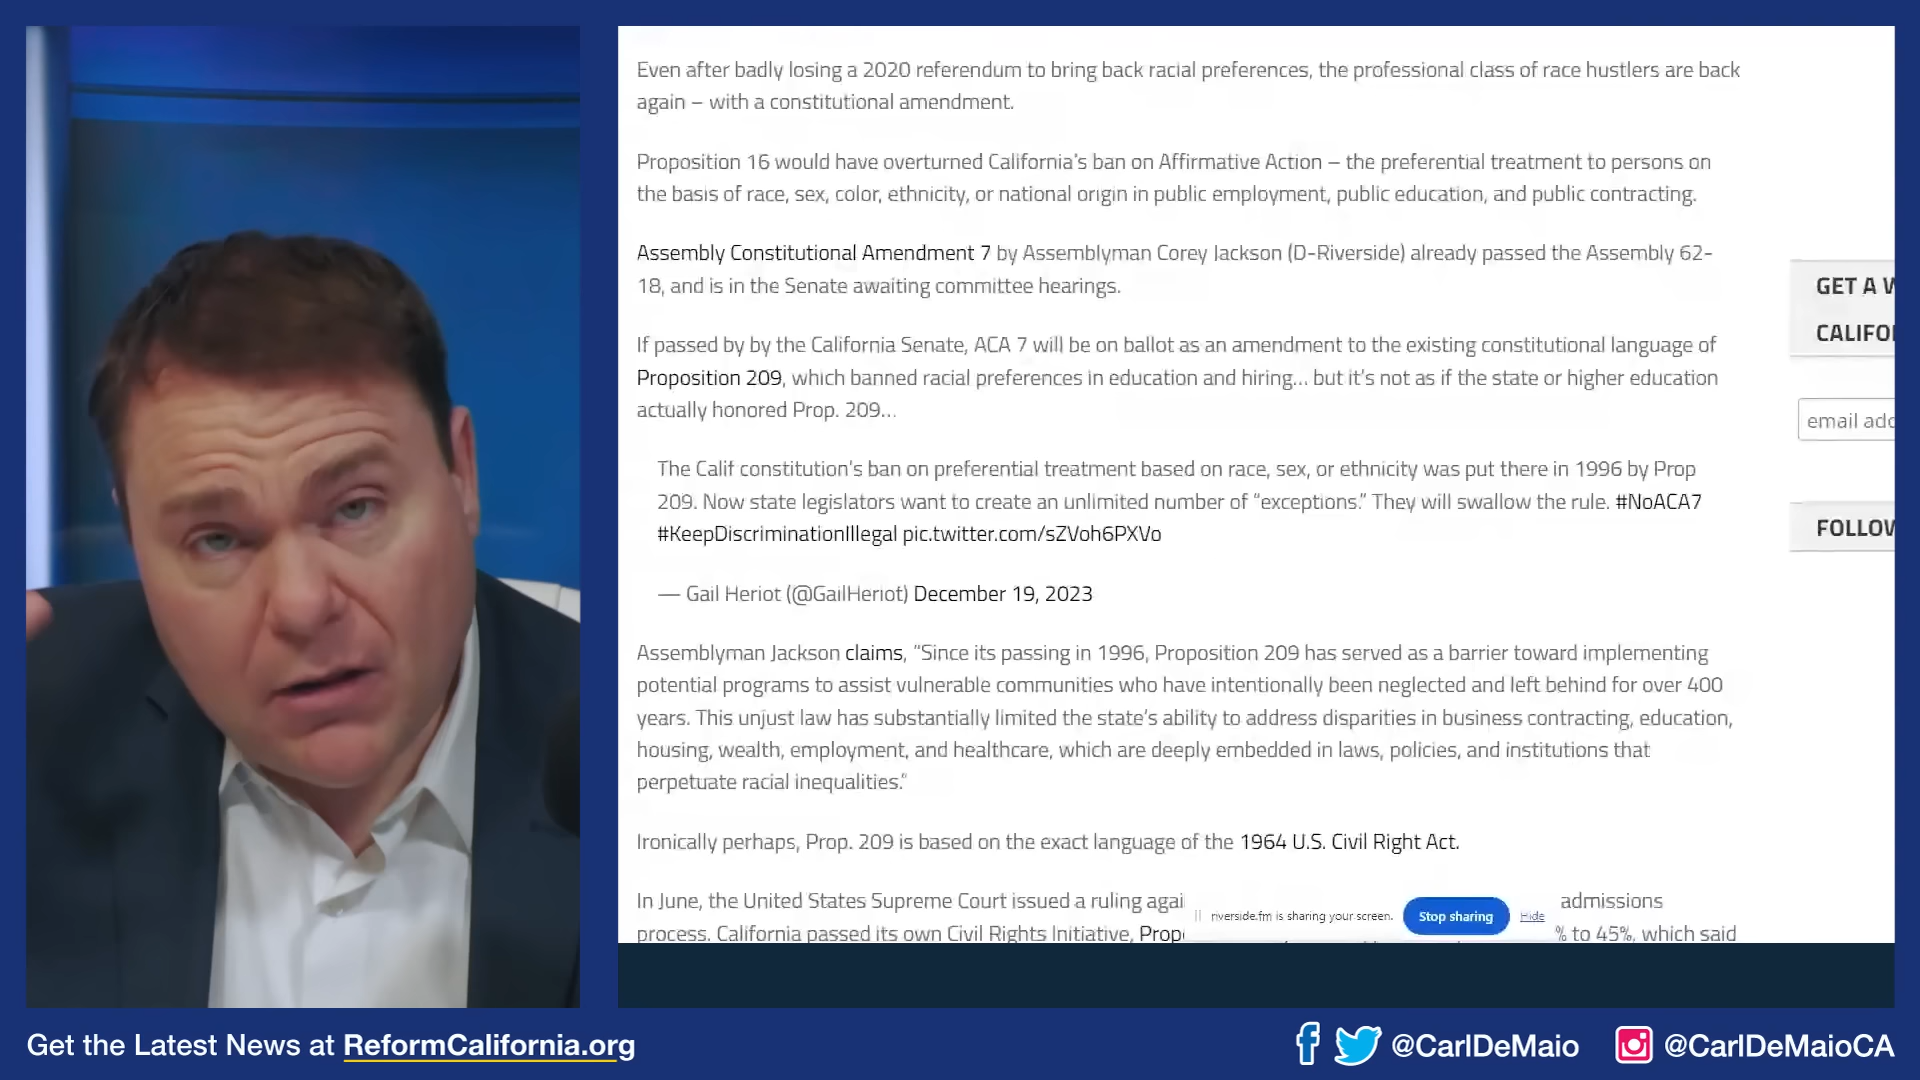 Even after badly losing a 2020 referendum to bring back racial preferences, the professional class of race hustlers are back
again – with a constitutional amendment.
Proposition 16 would have overturned California's ban on Affirmative Action – the preferential treatment to persons on
the basis of race, sex, color, ethnicity, or national origin in public employment, public education, and public contracting.
Assembly Constitutional Amendment 7 by Assemblyman Corey Jackson (D-Riverside) already passed the Assembly 62-
18, and is in the Senate awaiting committee hearings.
If passed by by the California Senate, ACA 7 will be on ballot as an amendment to the existing constitutional language of
Proposition 209, which banned racial preferences in education and hiring… but it's not as if the state or higher education
actually honored Prop. 209…
The Calif constitution's ban on preferential treatment based on race, sex, or ethnicity was put there in 1996 by Prop
209. Now state legislators want to create an unlimited number of "exceptions." They will swallow the rule. #NoACA7
#KeepDiscriminationIllegal pic.twitter.com/sZVoh6PXVo
— Gail Heriot (@GailHeriot) December 19, 2023
Assemblyman Jackson claims, "Since its passing in 1996, Proposition 209 has served as a barrier toward implementing
potential programs to assist vulnerable communities who have intentionally been neglected and left behind for over 400
years. This unjust law has substantially limited the state's ability to address disparities in business contracting, education,
housing, wealth, employment, and healthcare, which are deeply embedded in laws, policies, and institutions that
perpetuate racial inequalities."
Ironically perhaps, Prop. 209 is based on the exact language of the 1964 U.S. Civil Right Act.
In June, the United States Supreme Court issued a ruling agai admissions
process. California passed its own Civil Rights Initiative, Prop % to 45%, which said
riverside.fm is sharing your screen. Stop sharing Hide
GET A
CALIFO
email add
FOLLOW
Get the Latest News at ReformCalifornia.org
@CarlDeMaio
@CarlDeMaioCA